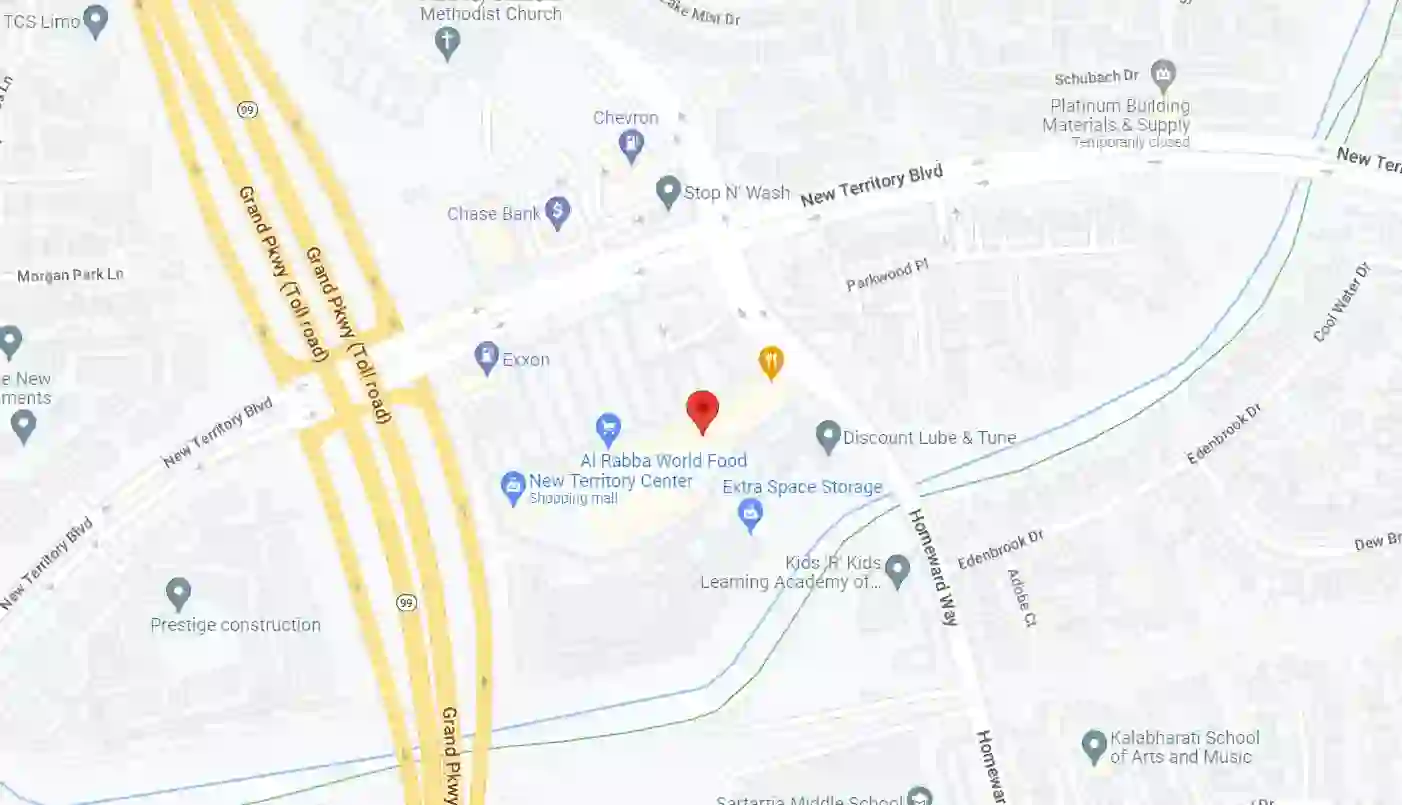 TCS Limo
Methodist Church
Lake Mist Dr
99
Chevron
Schubach Dr
Platinum Building
Materials & Supply
Temporarily closed
Stop N' Wash
New Territory Blvd
Chase Bank
Grand Pkwy (Toll road)
Grand Pkwy (Toll road)
Morgan Park Ln
Parkwood Pl
Cool Water Dr
Exxon
e New
ments
New Territory Blvd
Discount Lube & Tune
Al Rabba World Food
New Territory Center
Shopping mall
Extra Space Storage
Edenbrook Dr
New Territory Blvd
Homeward Way
Edenbrook Dr
Dew Br
Kids 'R' Kids
Learning Academy of...
Adobe Ct
99
Prestige construction
Grand Pkwy
Homewar
Kalabharati School
of Arts and Music
Sartartia Middle School
Dr